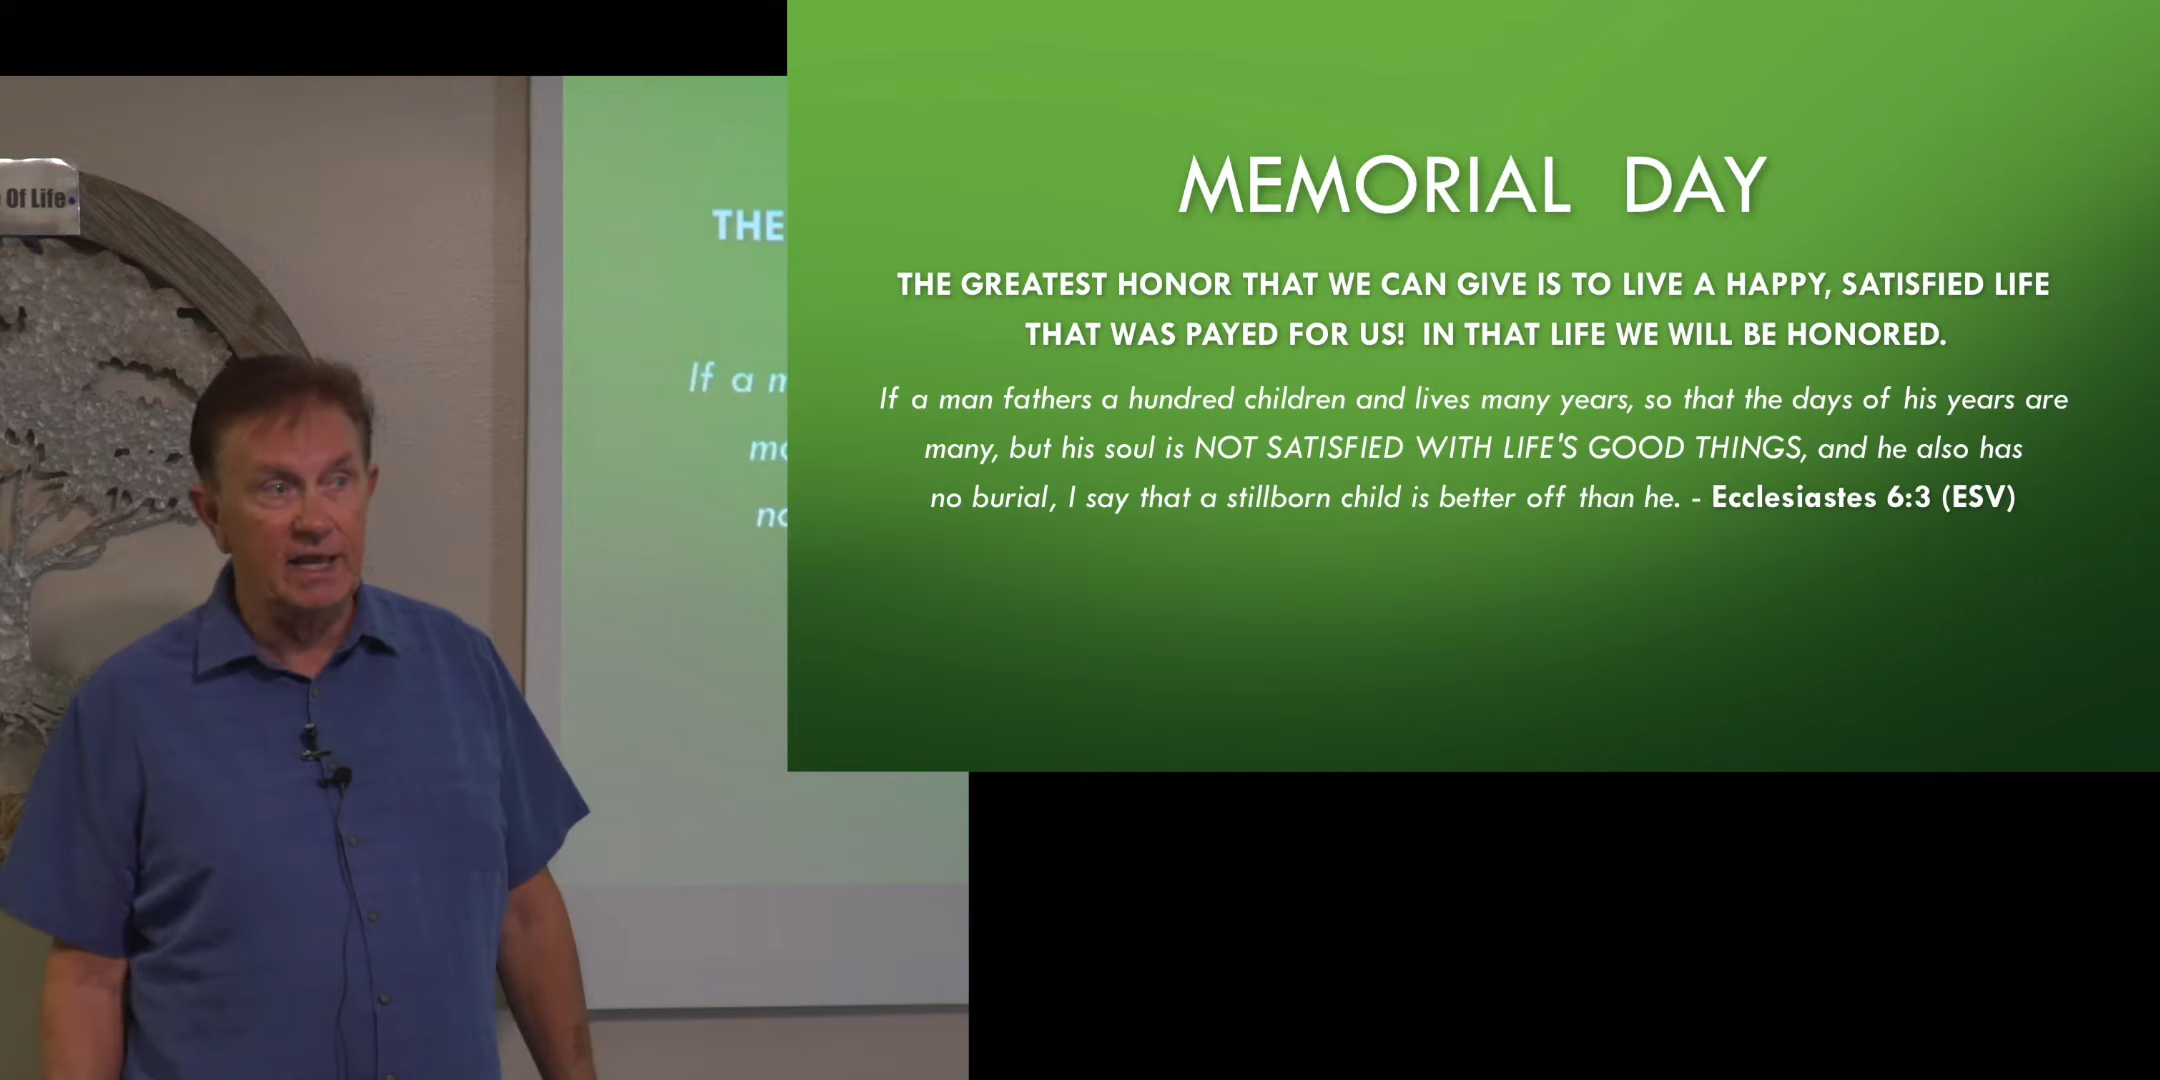 Of Life
THE
If a m
MEMORIAL DAY
THE GREATEST HONOR THAT WE CAN GIVE IS TO LIVE A HAPPY, SATISFIED LIFE
THAT WAS PAYED FOR US! IN THAT LIFE WE WILL BE HONORED.
If a man fathers a hundred children and lives many years, so that the days of his years are
many, but his soul is NOT SATISFIED WITH LIFE'S GOOD THINGS, and he also has
no burial, I say that a stillborn child is better off than he. - Ecclesiastes 6:3 (ESV)